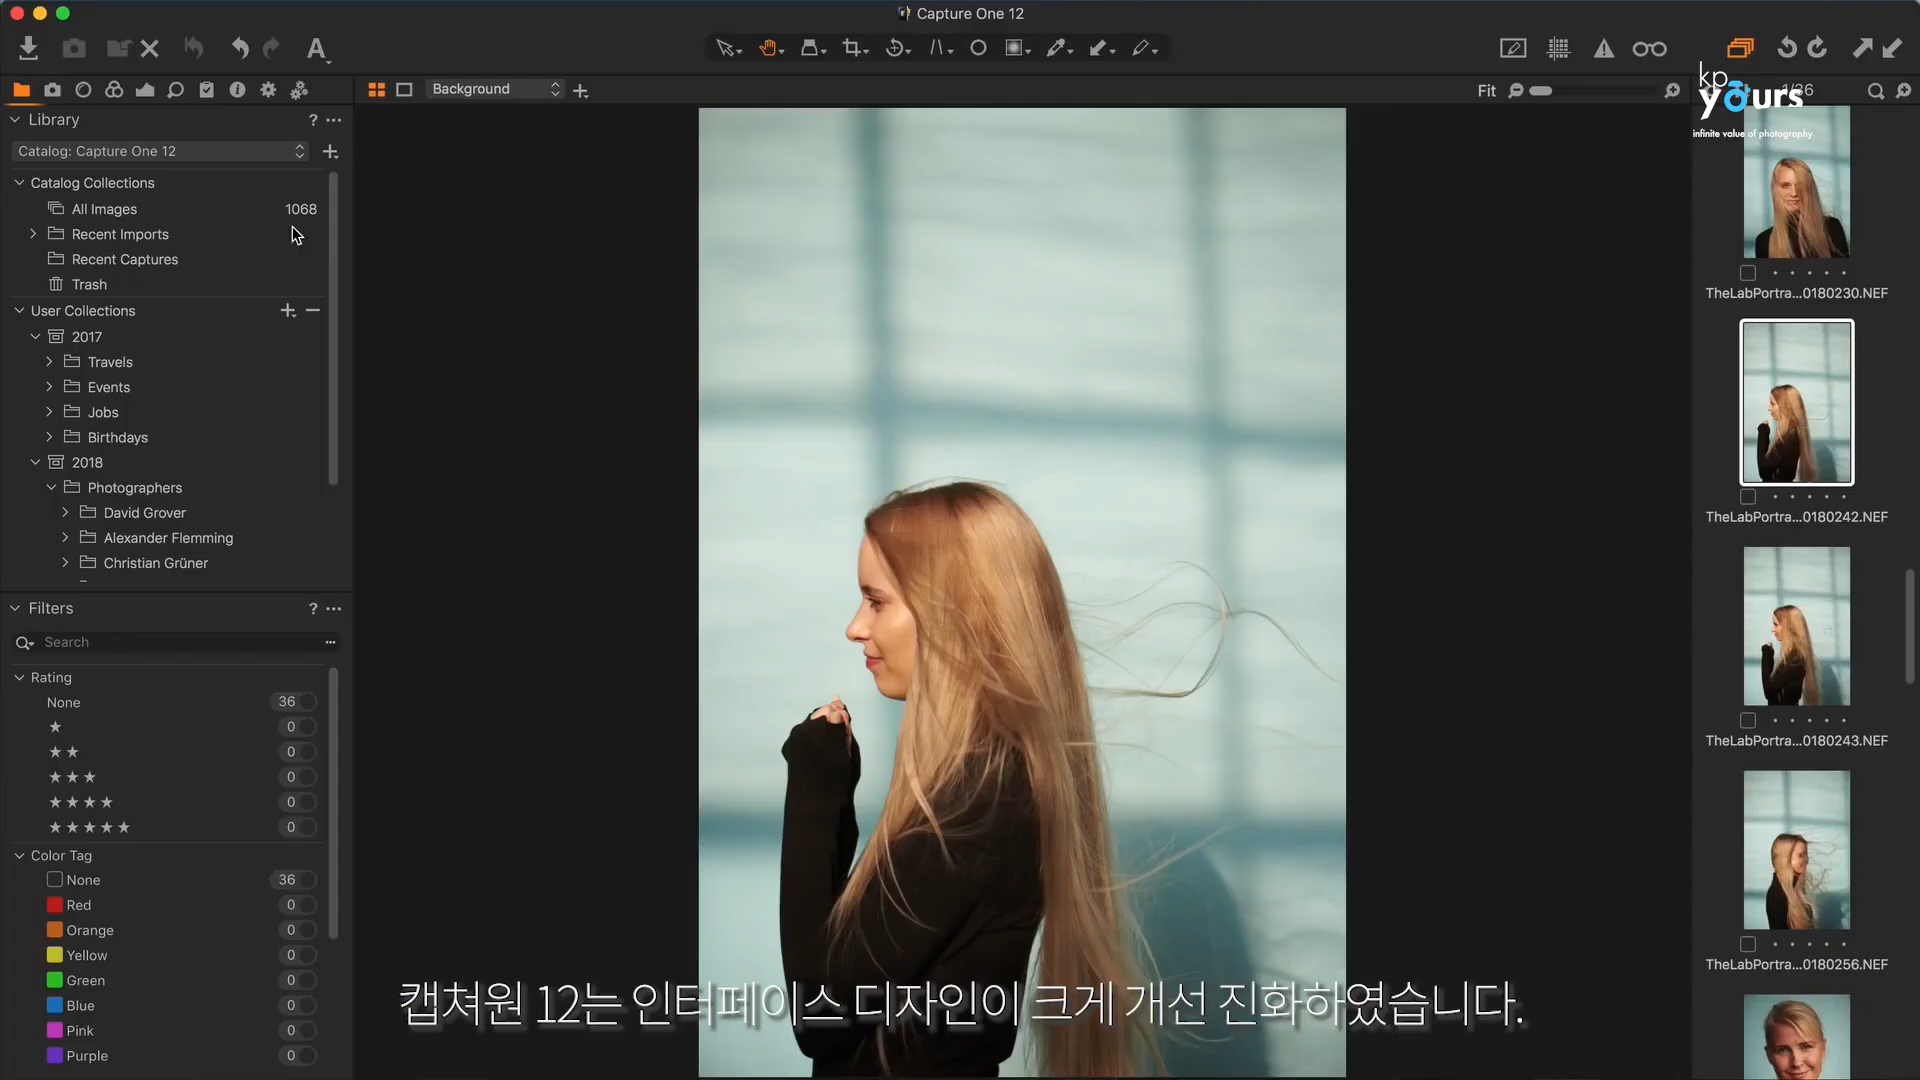 Capture One 12
A
Background
Fit
1/36
kp
yours
infinite value of photography
Library
?
Catalog: Capture One 12
Catalog Collections
All Images 1068
Recent Imports
Recent Captures
Trash
User Collections
2017
Travels
Events
Jobs
Birthdays
2018
Photographers
David Grover
Alexander Flemming
Christian Grüner
Filters
?
Search
Rating
None 36
0
0
0
0
0
Color Tag
None 36
Red 0
Orange 0
Yellow 0
Green 0
Blue 0
Pink 0
Purple 0
TheLabPortra...0180230.NEF
TheLabPortra...0180242.NEF
TheLabPortra...0180243.NEF
TheLabPortra...0180256.NEF
캡쳐원 12는 인터페이스 디자인이 크게 개선 진화하였습니다.